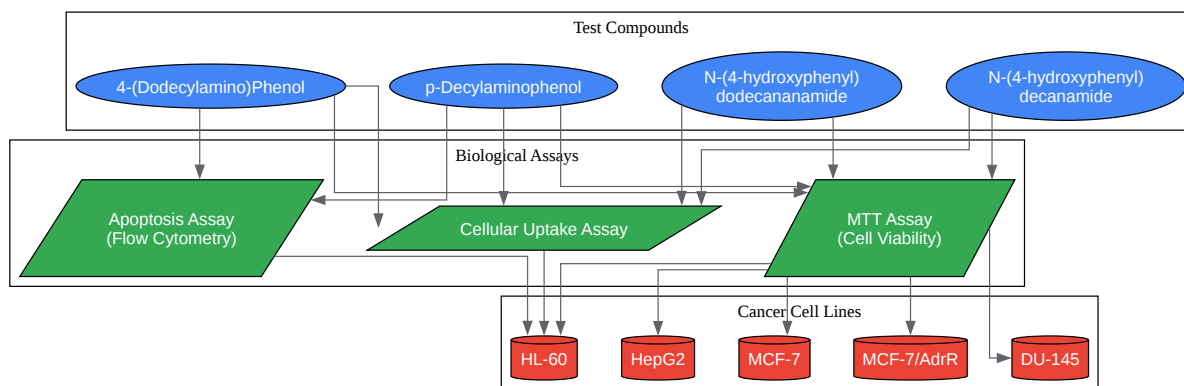 Test Compounds
4-(Dodecylamino)Phenol
p-Decylaminophenol
N-(4-hydroxyphenyl)
dodecananamide
N-(4-hydroxyphenyl)
decanamide
Biological Assays
Apoptosis Assay
(Flow Cytometry)
Cellular Uptake Assay
MTT Assay
(Cell Viability)
Cancer Cell Lines
HL-60
HepG2
MCF-7
MCF-7/AdrR
DU-145